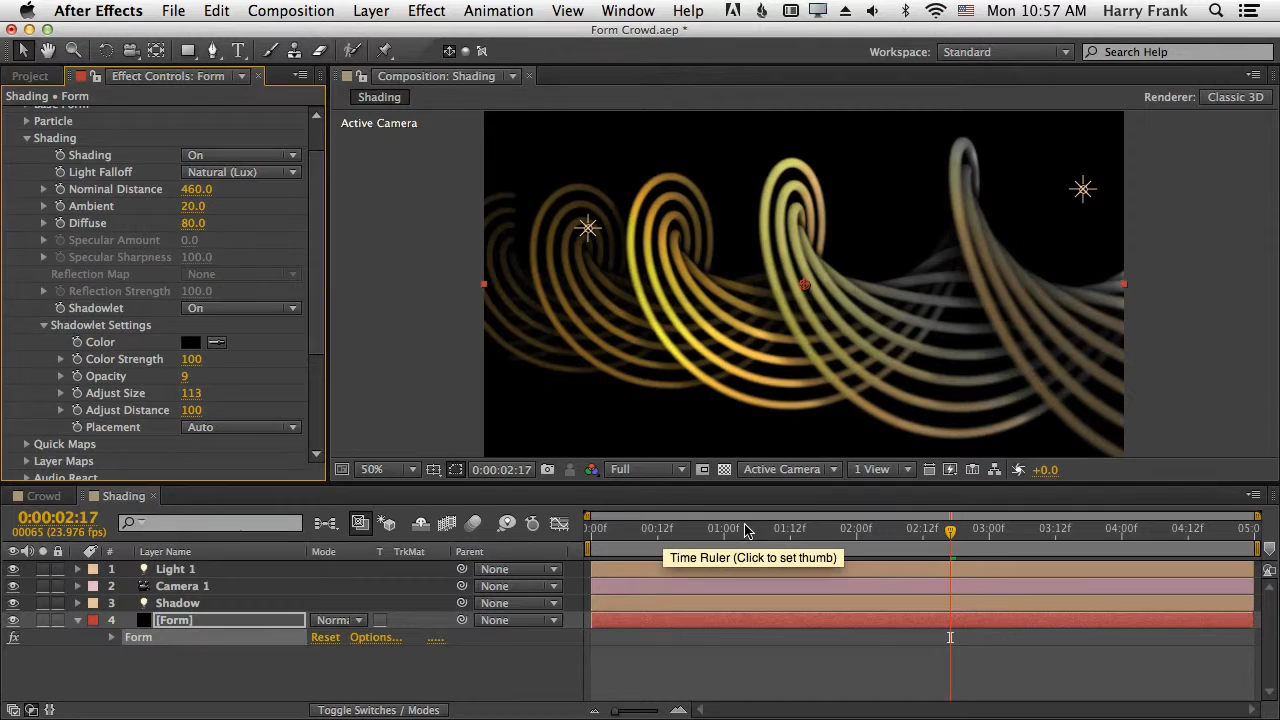 After Effects File Edit Composition Layer Effect Animation View Window Help Mon 10:57 AM Harry Frank
Form Crowd.aep *
T Workspace: Standard Search Help
Project Effect Controls: Form Composition: Shading
Shading • Form Shading Renderer: Classic 3D
Base Form
Particle
Active Camera
Shading
Shading On
Light Falloff Natural (Lux)
Nominal Distance 460.0
Ambient 20.0
Diffuse 80.0
Specular Amount 0.0
Specular Sharpness 100.0
Reflection Map None
Reflection Strength 100.0
Shadowlet On
Shadowlet Settings
Color
Color Strength 100
Opacity 9
Adjust Size 113
Adjust Distance 100
Placement Auto
Quick Maps
Layer Maps
Audio React
50% 0:00:02:17 Full Active Camera 1 View +0.0
Crowd Shading
0:00:02:17
00065 (23.976 fps)
:00f 00:12f 01:00f 01:12f 02:00f 02:12f 03:00f 03:12f 04:00f 04:12f 05:0
# Layer Name Mode T TrkMat Parent
Time Ruler (Click to set thumb)
1 Light 1 None
2 Camera 1 None
3 Shadow None
4 [Form] Norma None
fx Form Reset Options... .....
Toggle Switches / Modes